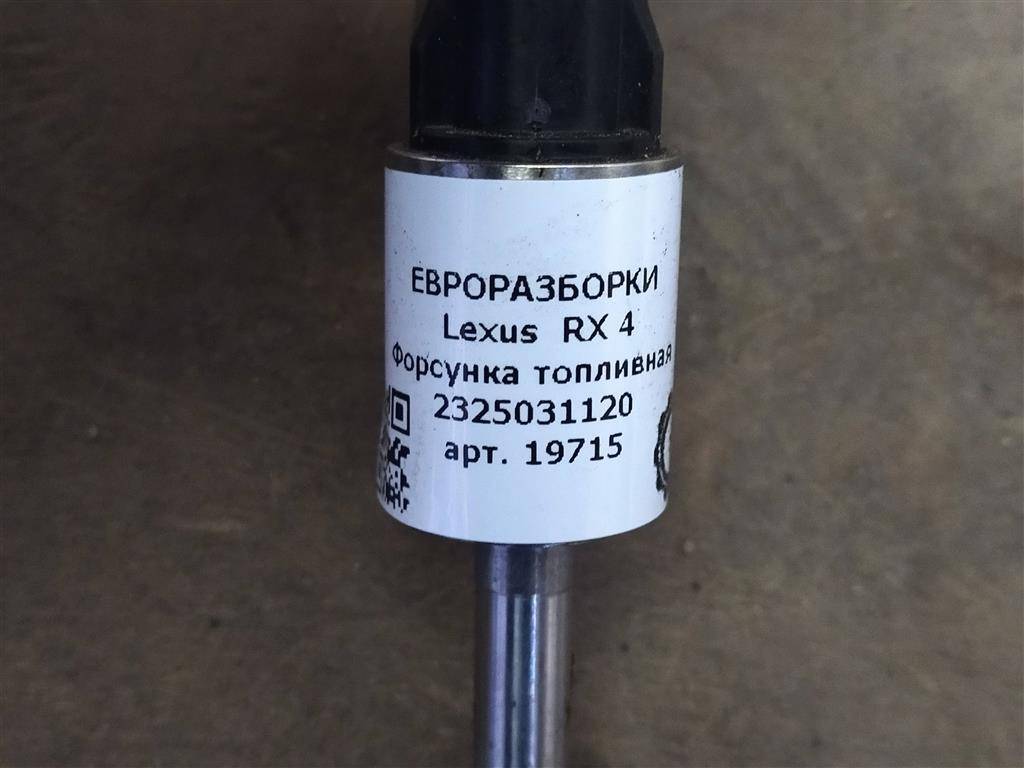 ЕВРОРАЗБОРКИ
Lexus RX 4
Форсунка топливная
2325031120
арт. 19715